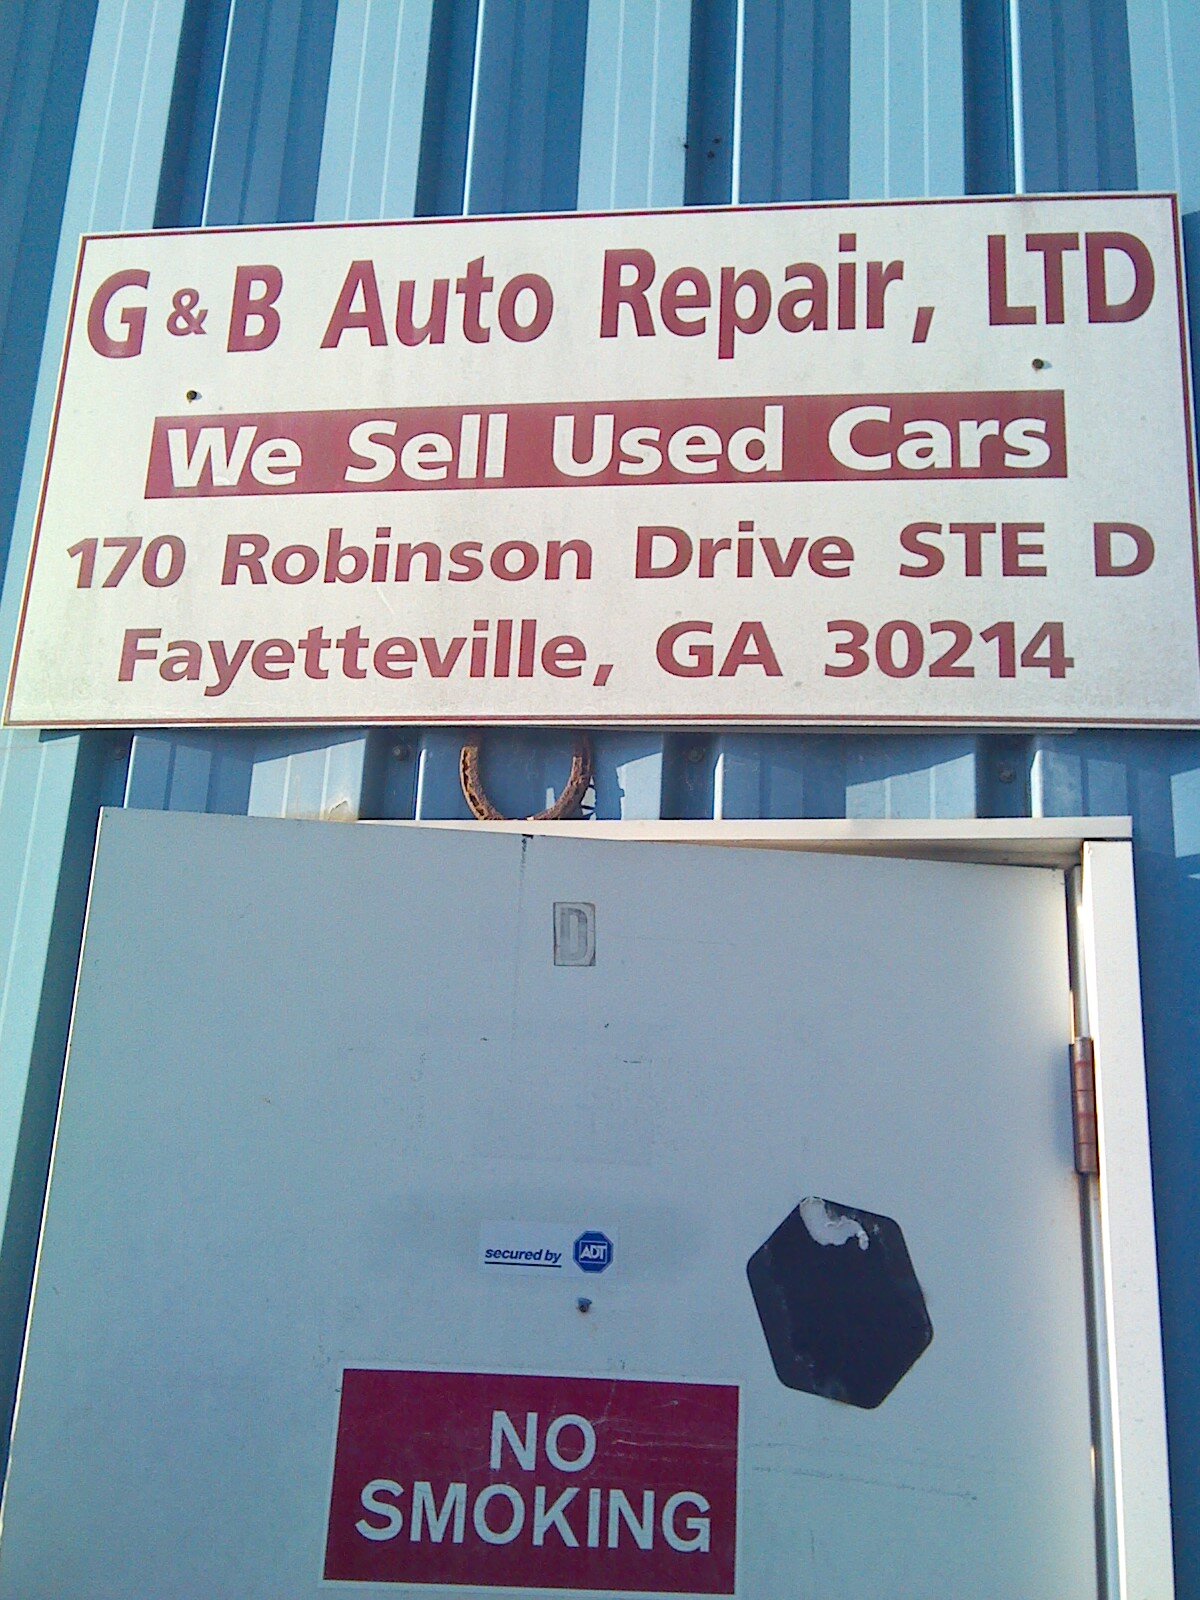 G & B Auto Repair, LTD
We Sell Used Cars
170 Robinson Drive STE D
Fayetteville, GA 30214
D
secured by ADT
NO
SMOKING